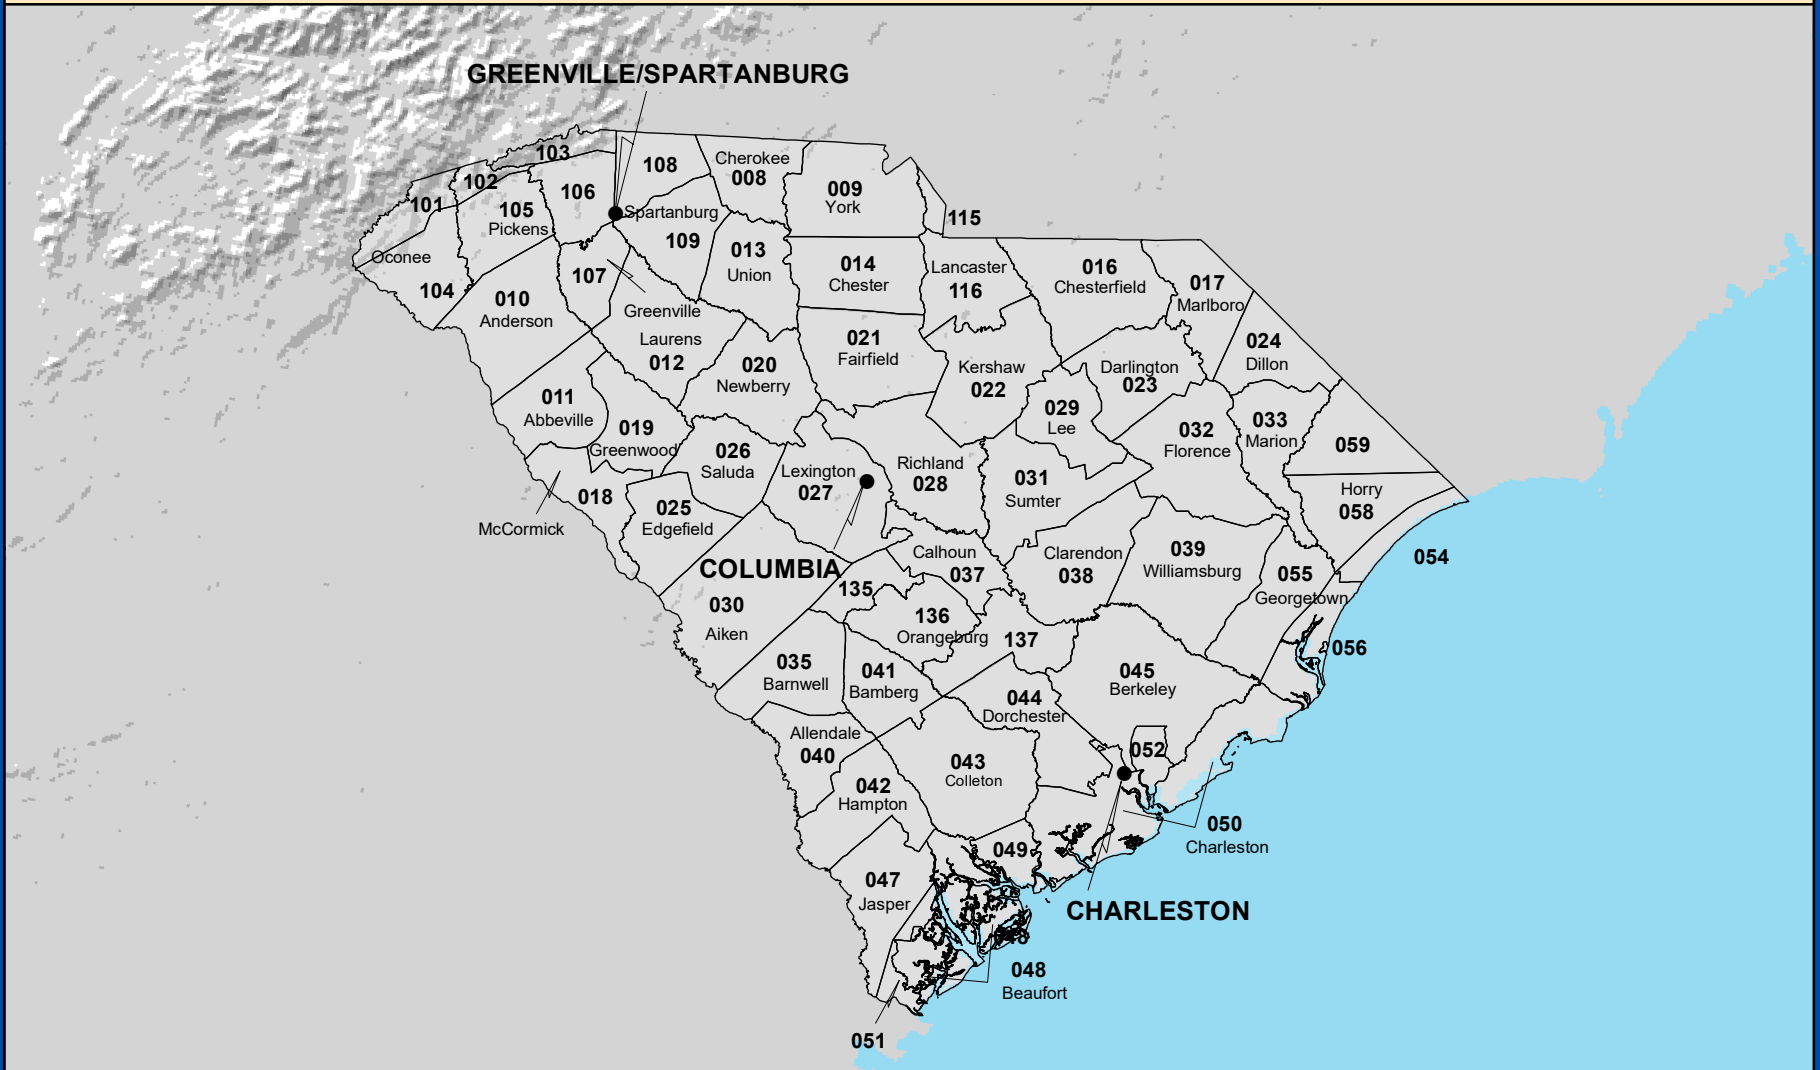 GREENVILLE/SPARTANBURG
103
108
Cherokee
008
102
106
009
York
101
105
Pickens
Spartanburg
115
109
013
Union
Oconee
107
014
Chester
Lancaster
116
016
Chesterfield
017
Marlboro
104
010
Anderson
Greenville
Laurens
012
021
Fairfield
024
Dillon
020
Newberry
Kershaw
022
Darlington
023
011
Abbeville
029
Lee
019
Greenwood
032
Florence
033
Marion
059
026
Saluda
Lexington
027
Richland
028
031
Sumter
Horry
058
018
025
Edgefield
McCormick
COLUMBIA
Calhoun
037
Clarendon
038
039
Williamsburg
054
055
Georgetown
135
030
Aiken
136
Orangeburg
137
056
035
Barnwell
041
Bamberg
045
Berkeley
044
Dorchester
Allendale
040
052
043
Colleton
042
Hampton
050
Charleston
049
047
Jasper
CHARLESTON
048
Beaufort
051